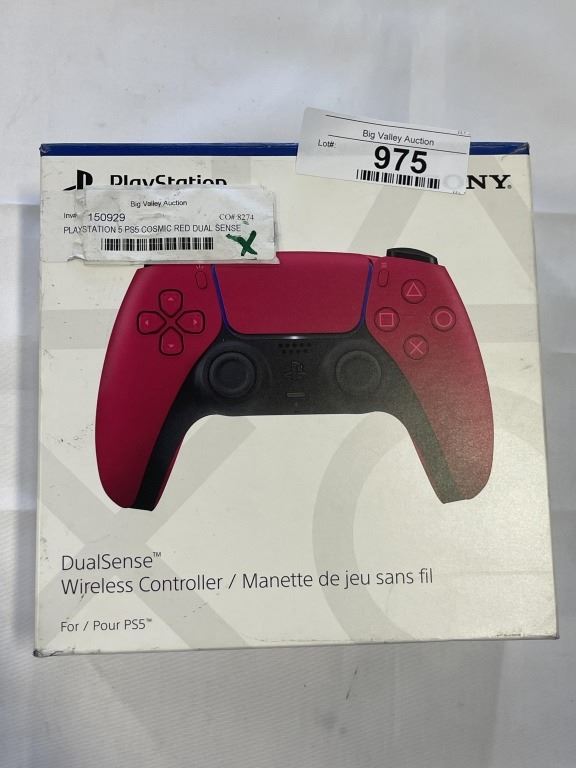 Big Valley Auction
Lot#: 975
PlayStation
NY.
Big Valley Auction
Inv# 150929 CO# 8274
PLAYSTATION 5 PS5 COSMIC RED DUAL SENSE
X
DualSense™
Wireless Controller / Manette de jeu sans fil
For / Pour PS5™